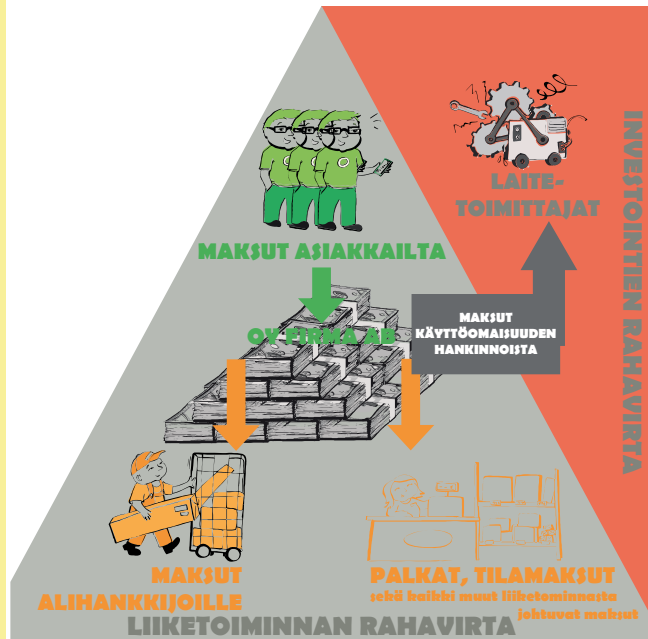 LAITE-
TOIMITTAJAT
INVESTOINTIEN RAHAVIRTA
MAKSUT ASIAKKAILTA
OY FIRMA AB
MAKSUT
KÄYTTÖOMAISUUDEN
HANKINNOISTA
MAKSUT
ALIHANKKIJOILLE
PALKAT, TILAMAKSUT
sekä kaikki muut liiketominnasta
johtuvat maksut
LIIKETOIMINNAN RAHAVIRTA